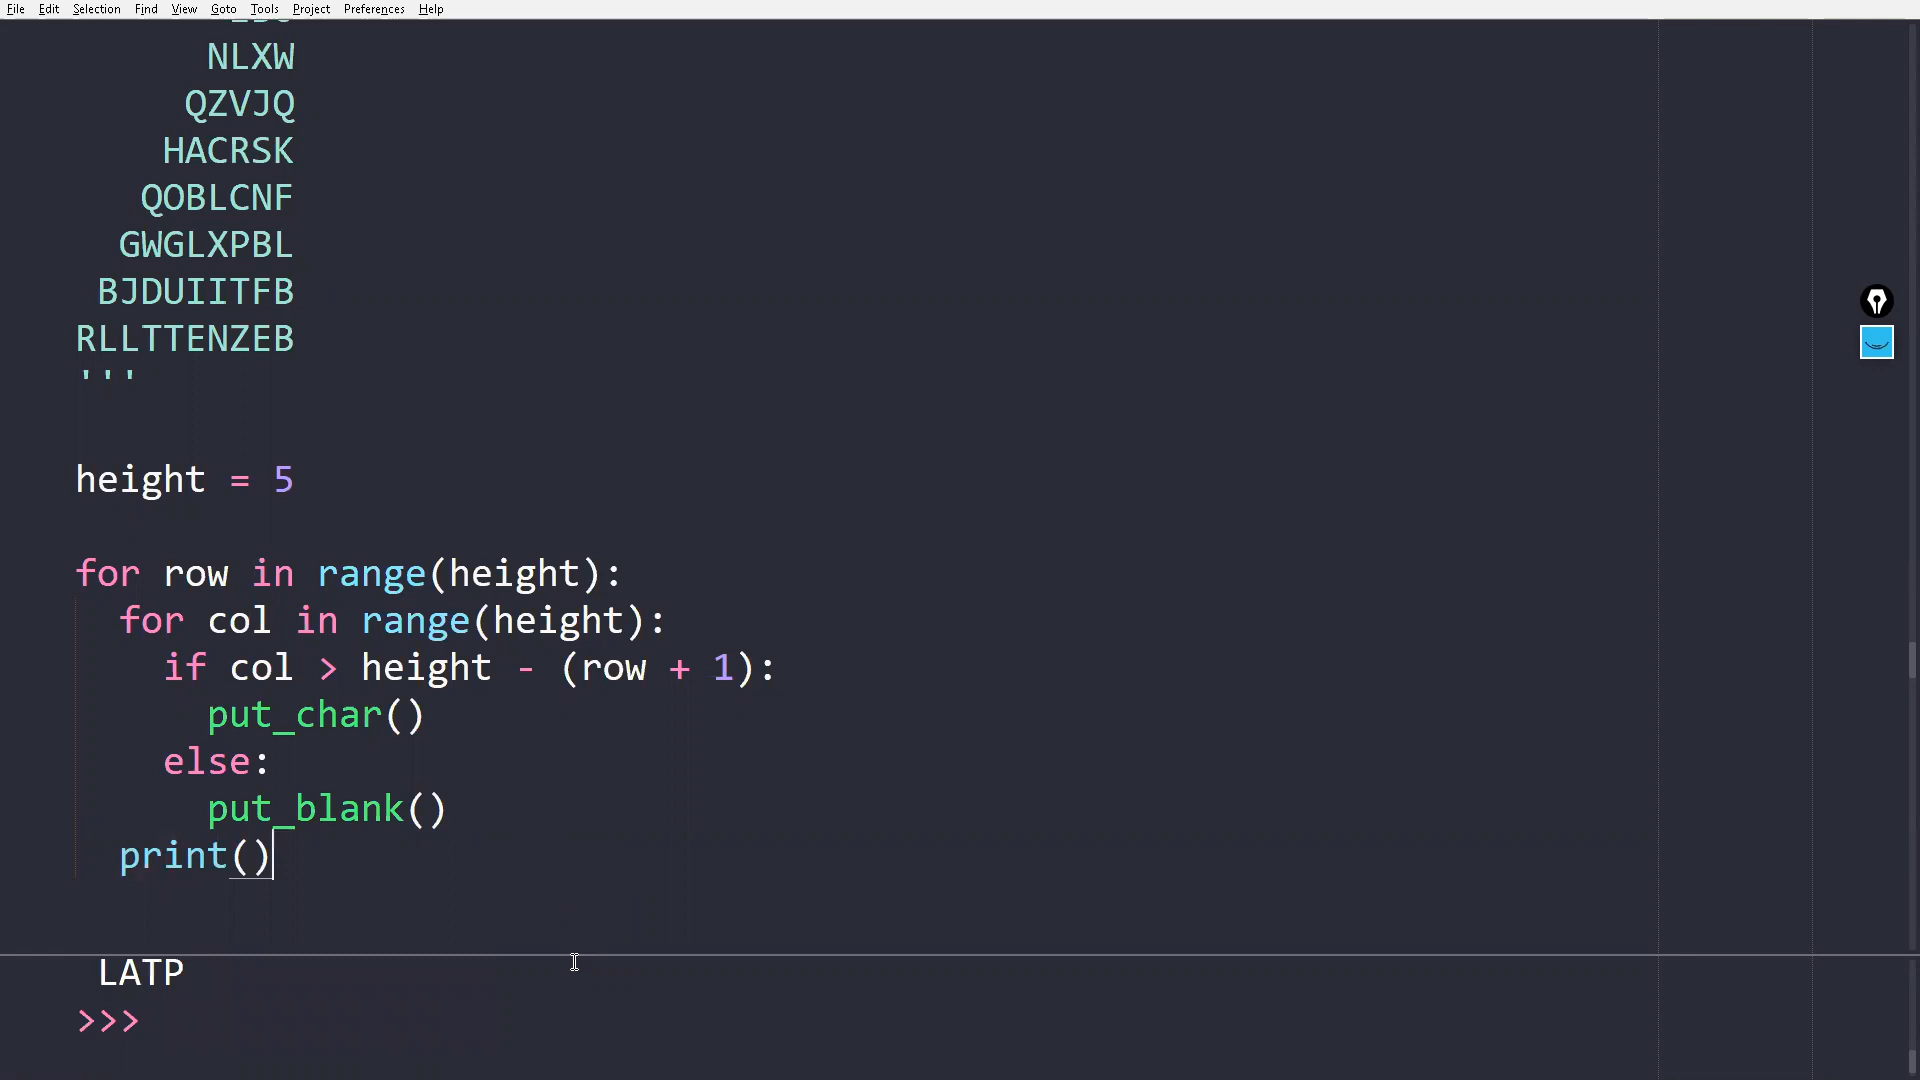 File Edit Selection Find View Goto Tools Project Preferences Help
NLXW
QZVJQ
HACRSK
QOBLCNF
GWGLXPBL
BJDUIITFB
RLLTTENZEB
'''
height = 5
for row in range(height):
for col in range(height):
if col > height - (row + 1):
put_char()
else:
put_blank()
print()
LATP
>>>